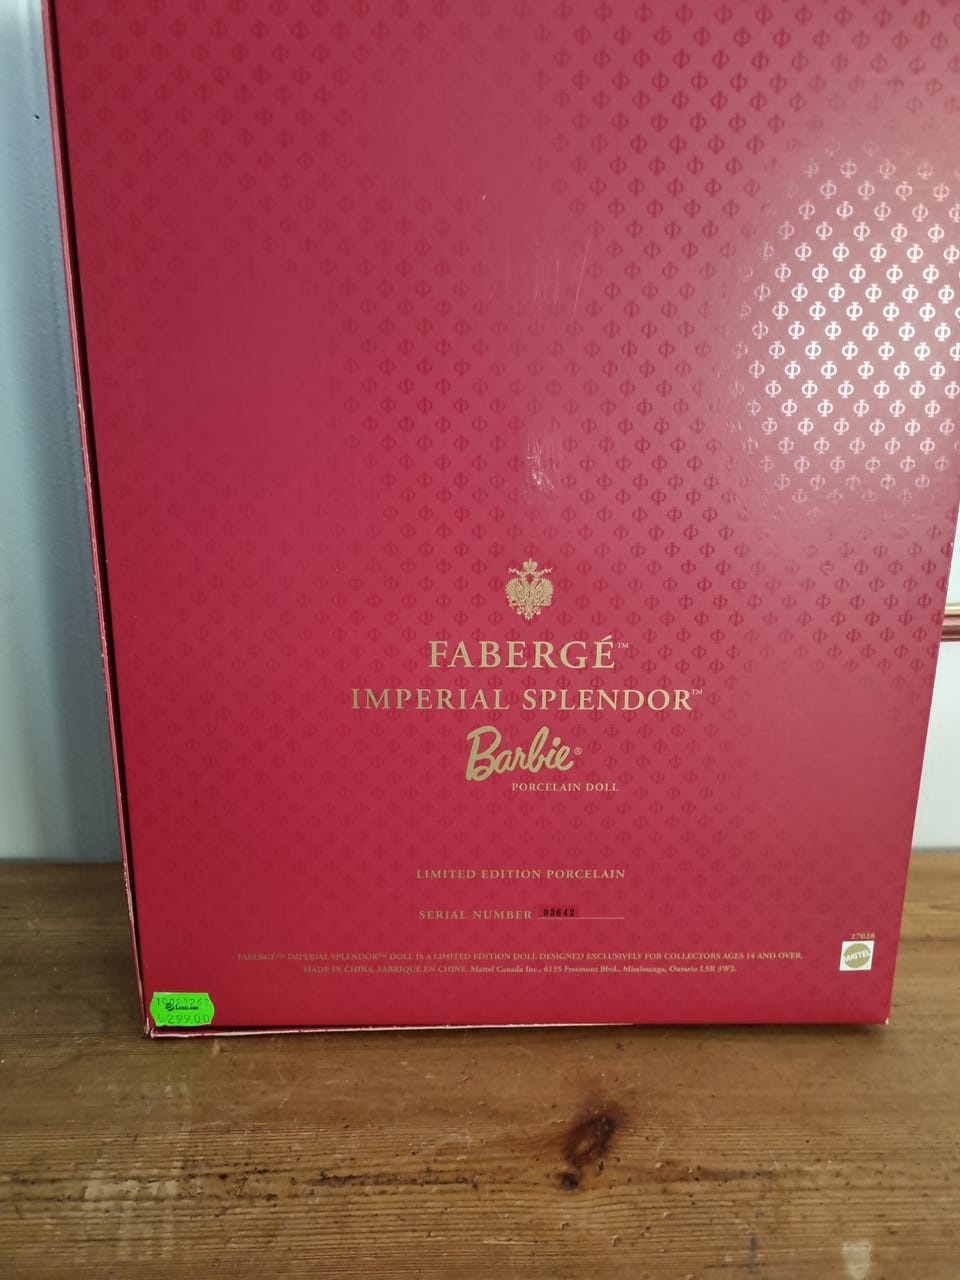 FABERGÉ™
IMPERIAL SPLENDOR™
Barbie®
PORCELAIN DOLL
LIMITED EDITION PORCELAIN
SERIAL NUMBER 03642
27028
MATTEL
FABERGÉ™ IMPERIAL SPLENDOR™ DOLL IS A LIMITED EDITION DOLL DESIGNED EXCLUSIVELY FOR COLLECTORS AGES 14 AND OVER.
MADE IN CHINA. FABRIQUÉ EN CHINE. Mattel Canada Inc., 6155 Freemont Blvd., Mississauga, Ontario L5R 3W2.
5299.00